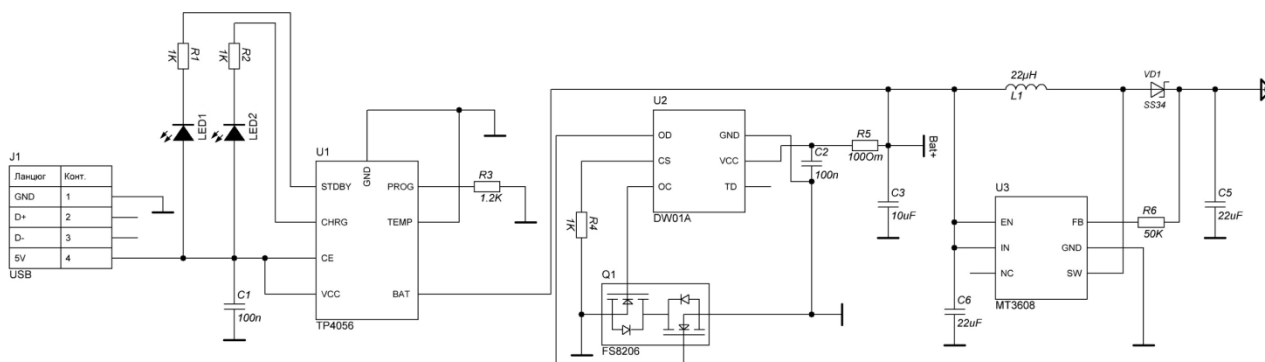 J1
Ланцюг Конт.
GND 1
D+ 2
D- 3
5V 4
USB
R1
1K
R2
1K
LED1
LED2
C1
100n
U1
GND
STDBY
CHRG
CE
VCC
PROG
TEMP
BAT
TP4056
R3
1.2K
R4
1K
U2
OD
CS
OC
GND
VCC
TD
DW01A
Q1
FS8206
C2
100n
R5
100Om
Bat+
C3
10uF
22µH
L1
VD1
SS34
U3
EN
IN
NC
FB
GND
SW
MT3608
R6
50K
C5
22uF
C6
22uF